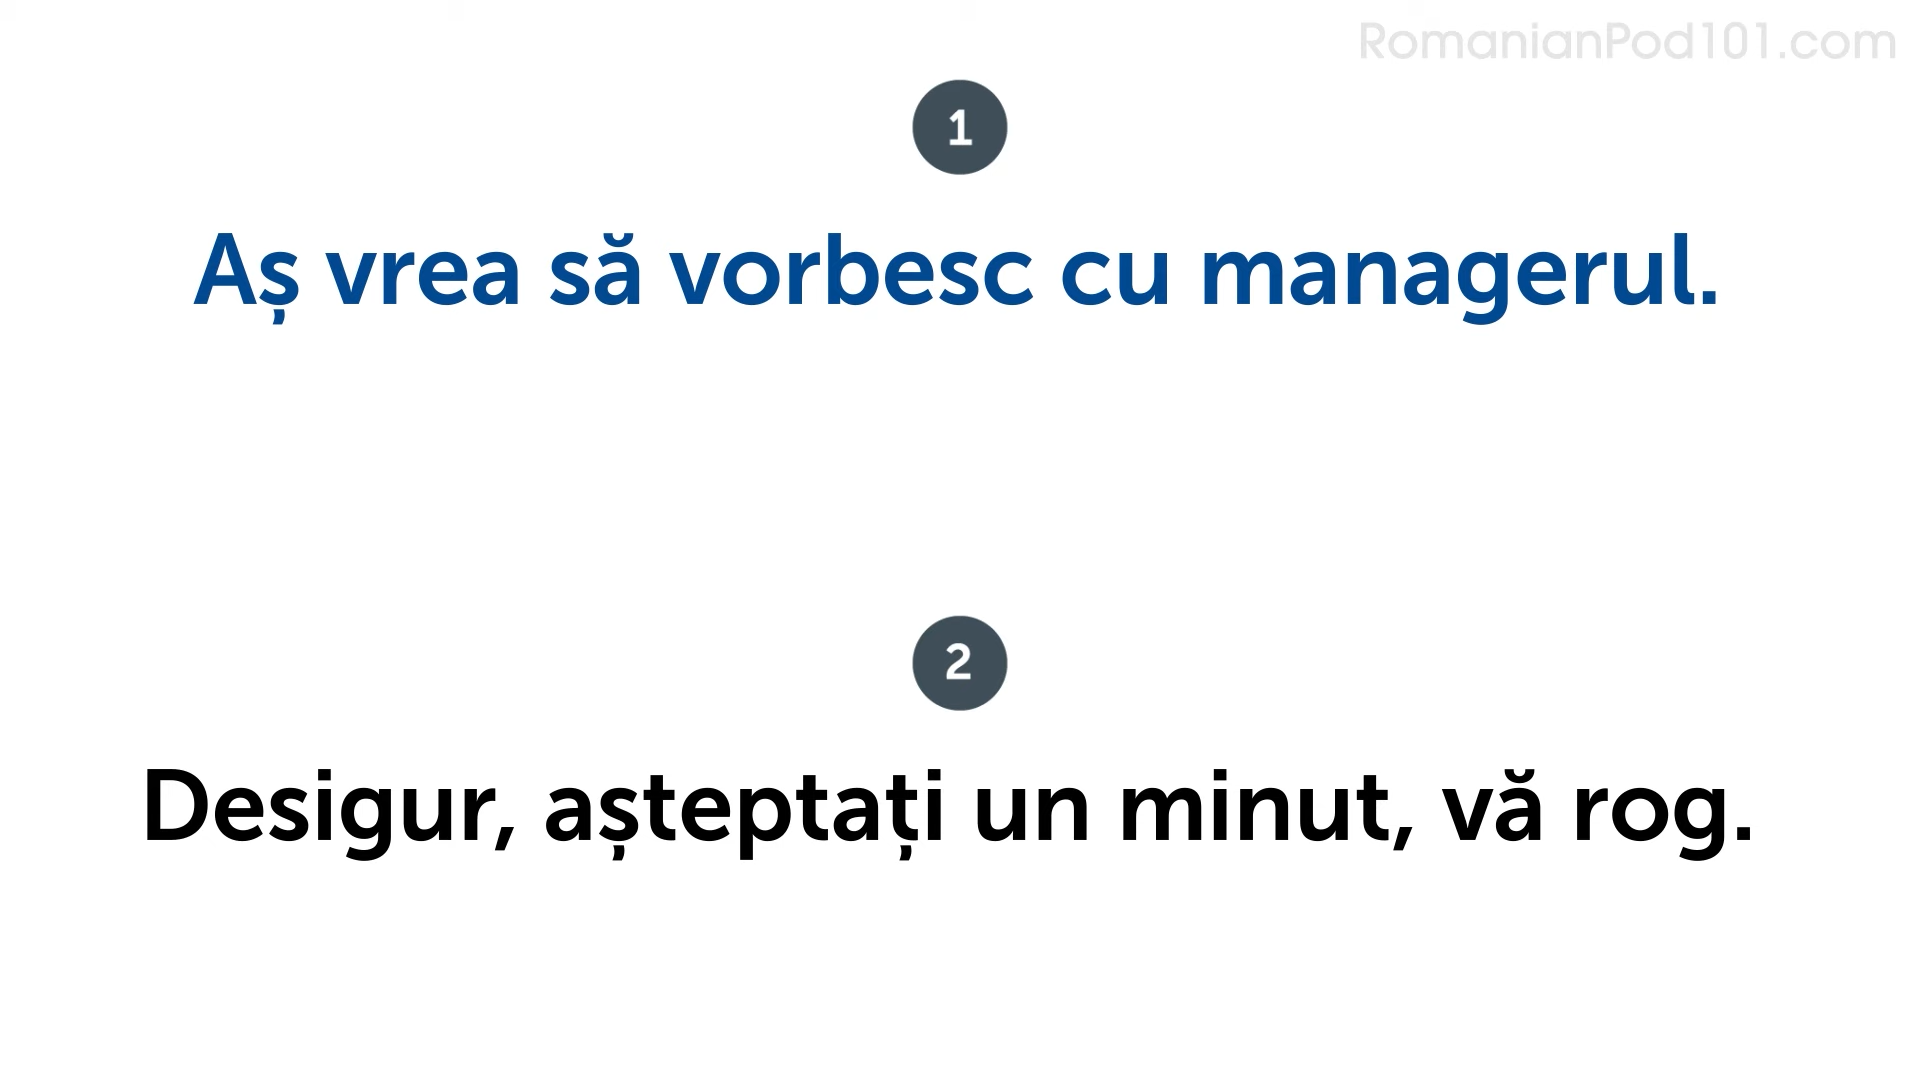 RomanianPod101.com
1
Aș vrea să vorbesc cu managerul.
2
Desigur, așteptați un minut, vă rog.